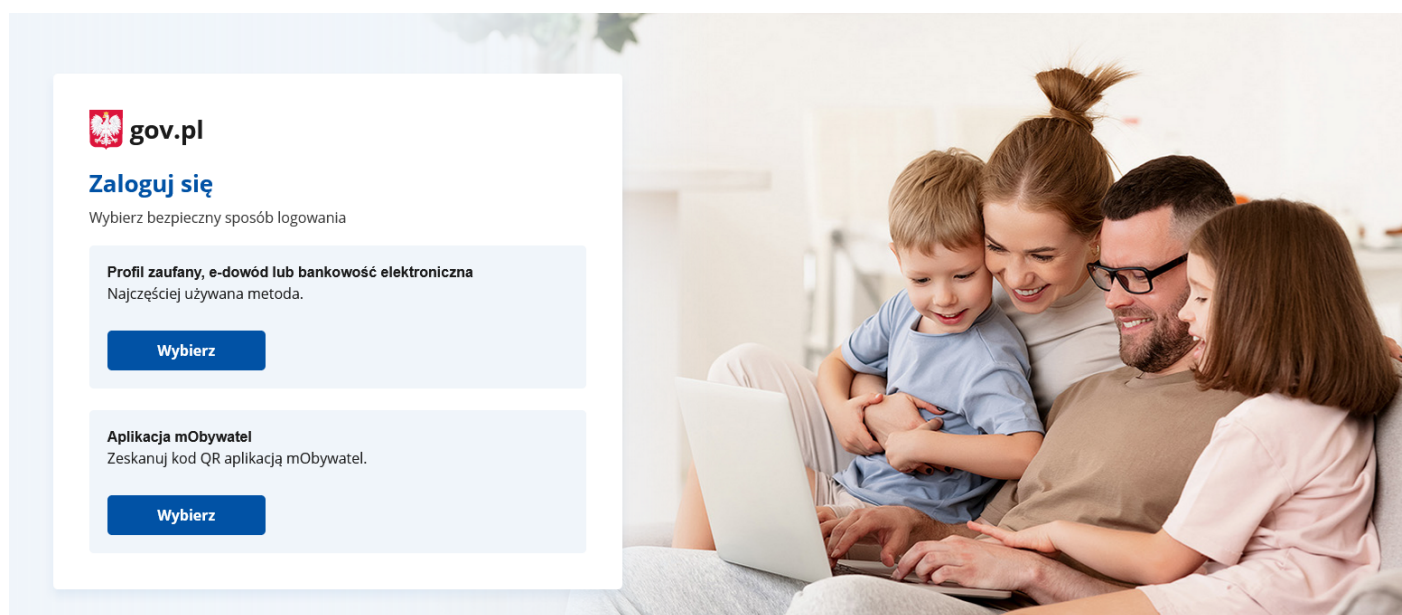 gov.pl
Zaloguj się
Wybierz bezpieczny sposób logowania
Profil zaufany, e-dowód lub bankowość elektroniczna
Najczęściej używana metoda.
Wybierz
Aplikacja mObywatel
Zeskanuj kod QR aplikacją mObywatel.
Wybierz